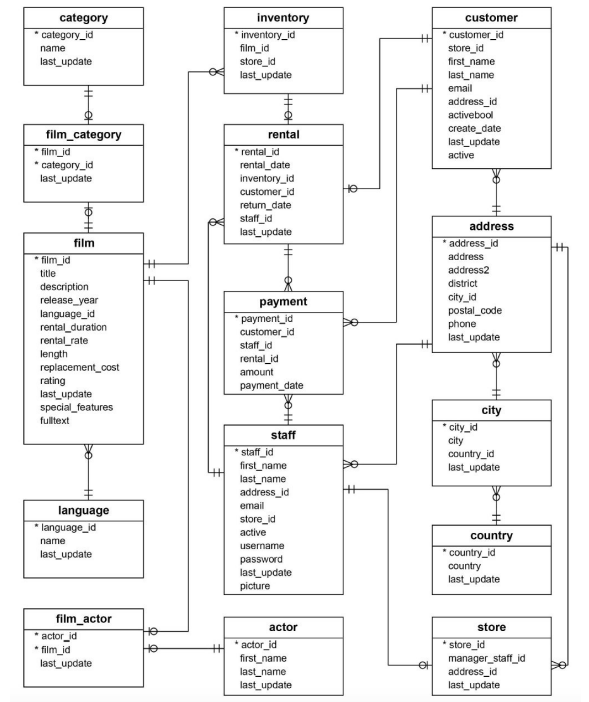 category
* category_id
name
last_update
film_category
* film_id
* category_id
last_update
film
* film_id
title
description
release_year
language_id
rental_duration
rental_rate
length
replacement_cost
rating
last_update
special_features
fulltext
language
* language_id
name
last_update
film_actor
* actor_id
* film_id
last_update
inventory
* inventory_id
film_id
store_id
last_update
rental
* rental_id
rental_date
inventory_id
customer_id
return_date
staff_id
last_update
payment
* payment_id
customer_id
staff_id
rental_id
amount
payment_date
staff
* staff_id
first_name
last_name
address_id
email
store_id
active
username
password
last_update
picture
actor
* actor_id
first_name
last_name
last_update
customer
* customer_id
store_id
first_name
last_name
email
address_id
activebool
create_date
last_update
active
address
* address_id
address
address2
district
city_id
postal_code
phone
last_update
city
* city_id
city
country_id
last_update
country
* country_id
country
last_update
store
* store_id
manager_staff_id
address_id
last_update